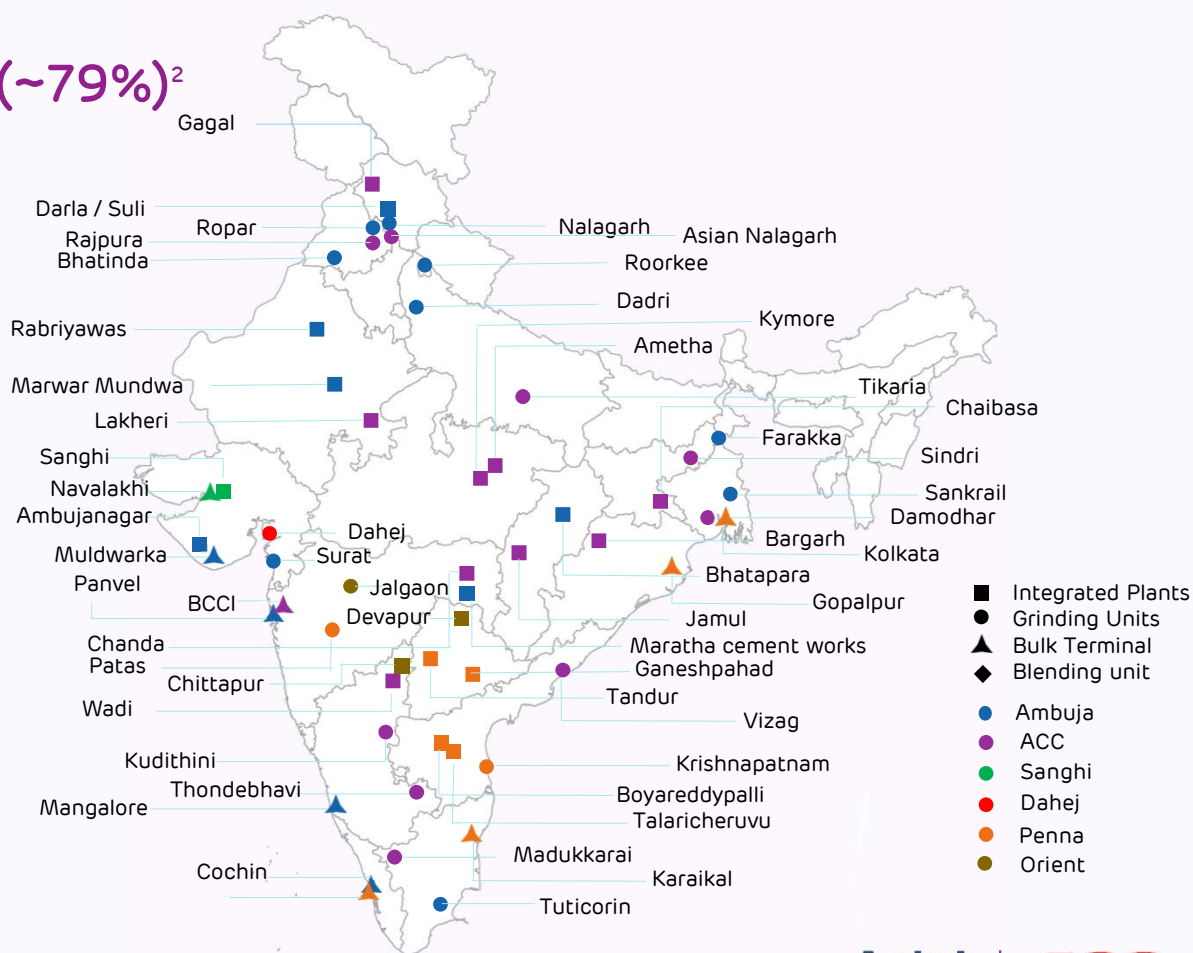 (~79%)²
Gagal
Darla / Suli
Ropar
Nalagarh
Rajpura
Asian Nalagarh
Bhatinda
Roorkee
Dadri
Rabriyawas
Kymore
Ametha
Marwar Mundwa
Tikaria
Chaibasa
Lakheri
Farakka
Sanghi
Sindri
Navalakhi
Sankrail
Ambujanagar
Damodhar
Dahej
Bargarh
Muldwarka
Surat
Kolkata
Panvel
Jalgaon
Bhatapara
BCCI
Gopalpur
Devapur
Jamul
Chanda
Maratha cement works
Patas
Ganeshpahad
Chittapur
Tandur
Wadi
Vizag
Kudithini
Krishnapatnam
Thondebhavi
Boyareddypalli
Mangalore
Talaricheruvu
Madukkarai
Cochin
Karaikal
Tuticorin
Integrated Plants
Grinding Units
Bulk Terminal
Blending unit
Ambuja
ACC
Sanghi
Dahej
Penna
Orient